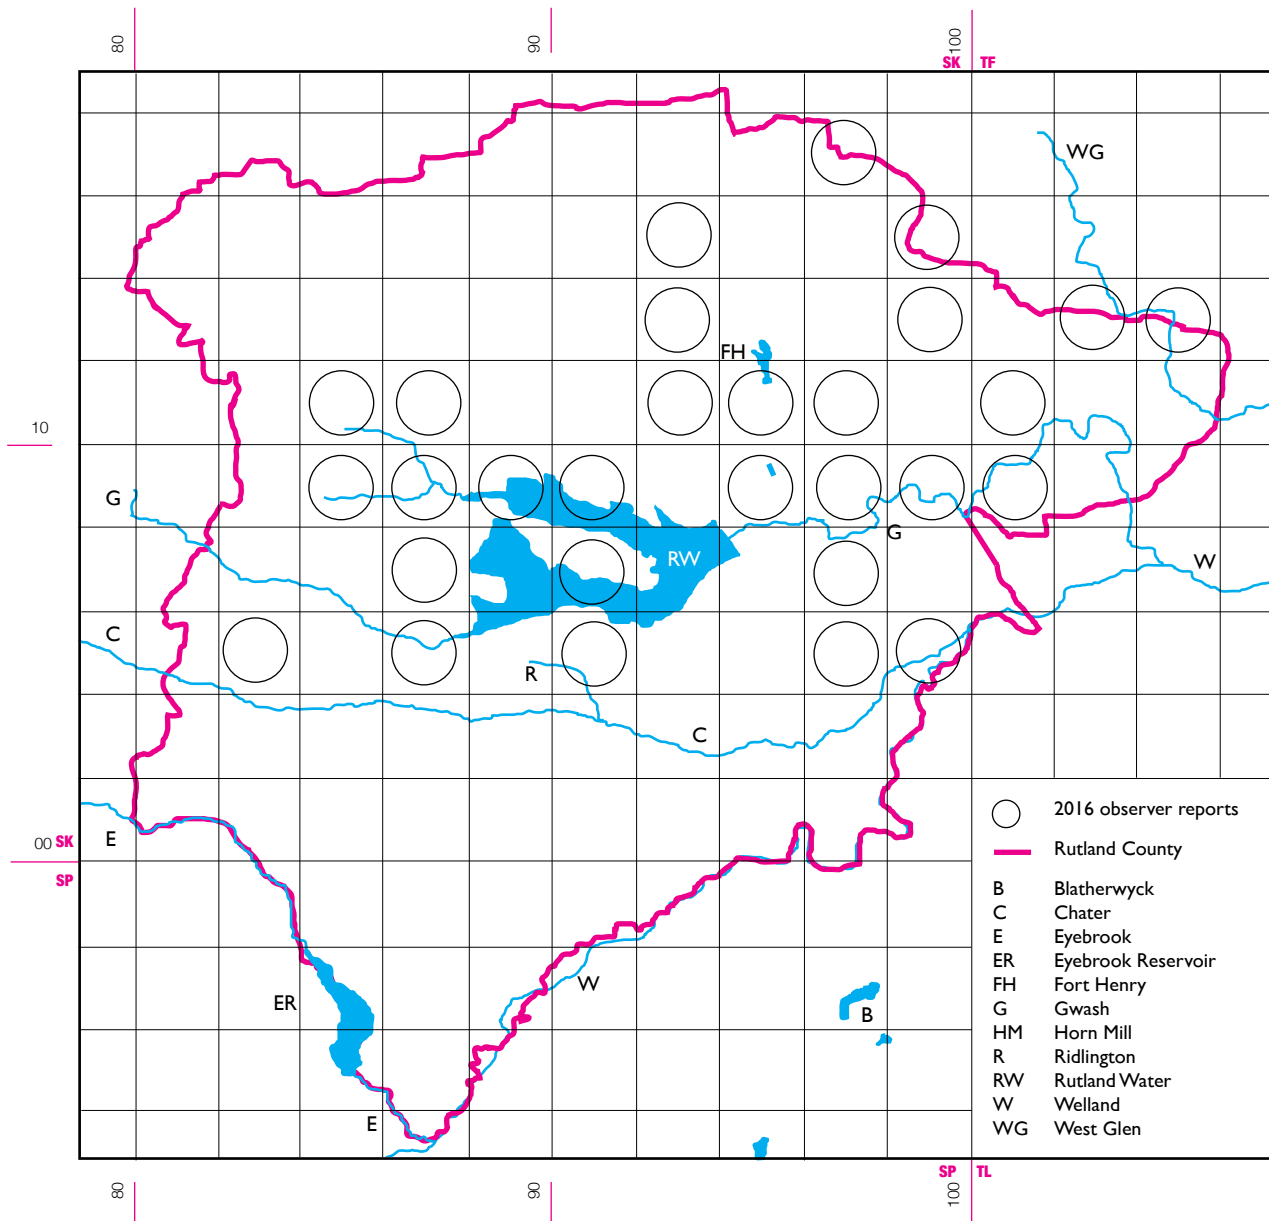 80
90
100
SK TF
WG
FH
10
G
G
RW
W
C
R
C
2016 observer reports
00 SK
E
Rutland County
SP
B Blatherwyck
C Chater
E Eyebrook
ER Eyebrook Reservoir
FH Fort Henry
G Gwash
HM Horn Mill
R Ridlington
RW Rutland Water
W Welland
WG West Glen
W
ER
B
E
SP TL
80
90
100